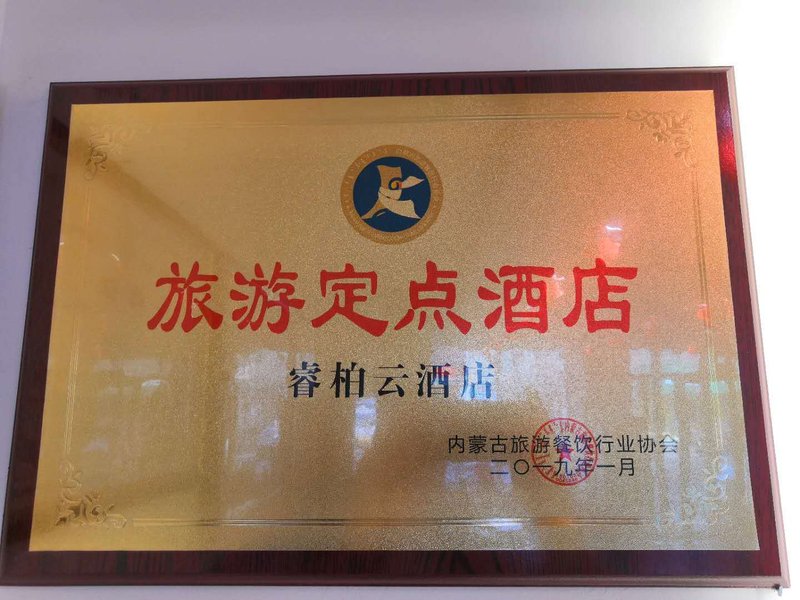 旅游定点酒店
睿柏云酒店
内蒙古旅游餐饮行业协会
二〇一九年一月